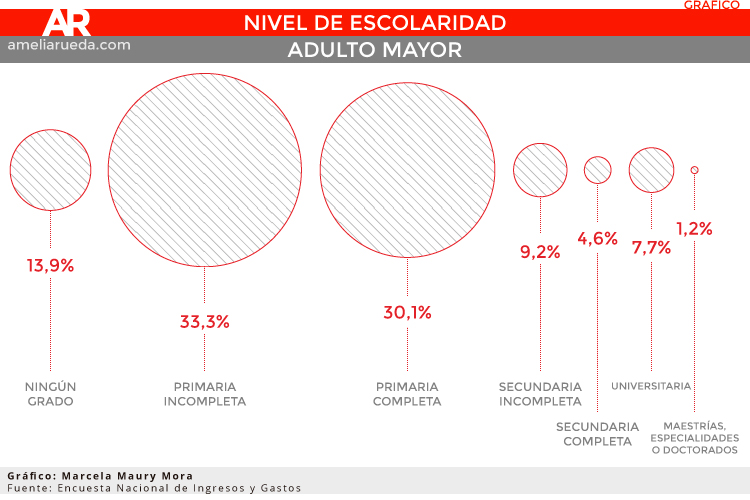 GRÁFICO
AR
NIVEL DE ESCOLARIDAD
ameliarueda.com
ADULTO MAYOR
13,9%
33,3%
30,1%
9,2%
4,6%
7,7%
1,2%
NINGÚN
GRADO
PRIMARIA
INCOMPLETA
PRIMARIA
COMPLETA
SECUNDARIA
INCOMPLETA
SECUNDARIA
COMPLETA
UNIVERSITARIA
MAESTRÍAS,
ESPECIALIDADES
O DOCTORADOS
Gráfico: Marcela Maury Mora
Fuente: Encuesta Nacional de Ingresos y Gastos